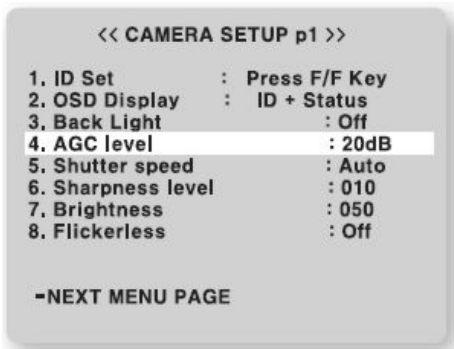 << CAMERA SETUP p1 >>
1. ID Set : Press F/F Key
2. OSD Display : ID + Status
3. Back Light : Off
4. AGC level : 20dB
5. Shutter speed : Auto
6. Sharpness level : 010
7. Brightness : 050
8. Flickerless : Off
-NEXT MENU PAGE